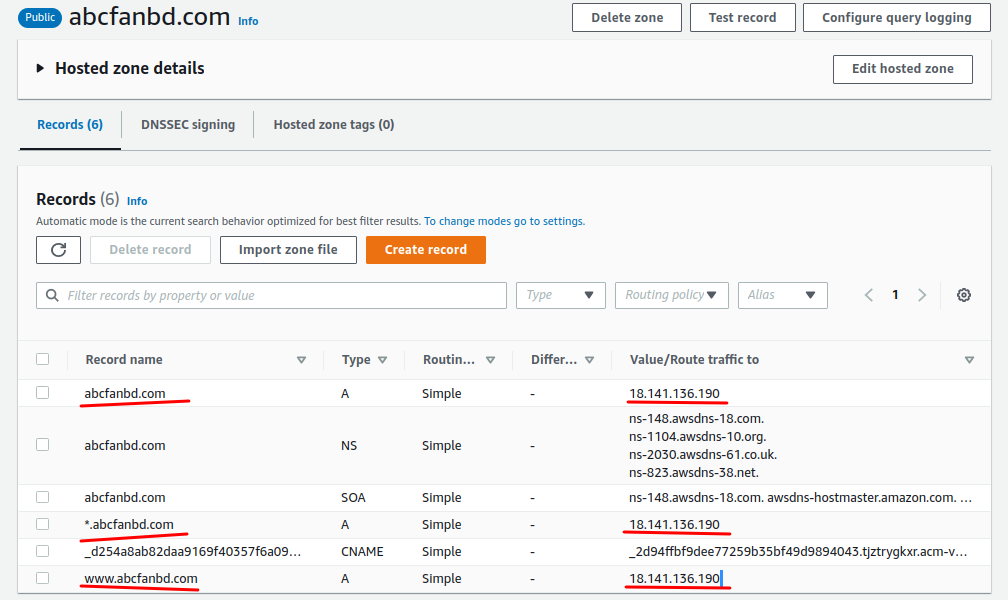 Public abcfanbd.com Info Delete zone Test record Configure query logging
Hosted zone details Edit hosted zone
Records (6) DNSSEC signing Hosted zone tags (0)
Records (6) Info
Automatic mode is the current search behavior optimized for best filter results. To change modes go to settings.
Delete record Import zone file Create record
Filter records by property or value Type Routing policy Alias 1
Record name Type Routin... Differ... Value/Route traffic to
abcfanbd.com A Simple - 18.141.136.190
abcfanbd.com NS Simple - ns-148.awsdns-18.com.
ns-1104.awsdns-10.org.
ns-2030.awsdns-61.co.uk.
ns-823.awsdns-38.net.
abcfanbd.com SOA Simple - ns-148.awsdns-18.com. awsdns-hostmaster.amazon.com. ...
*.abcfanbd.com A Simple - 18.141.136.190
_d254a8ab82daa9169f40357f6a09... CNAME Simple - _2d94ffbf9dee77259b35bf49d9894043.tjztrygkxr.acm-v...
www.abcfanbd.com A Simple - 18.141.136.190